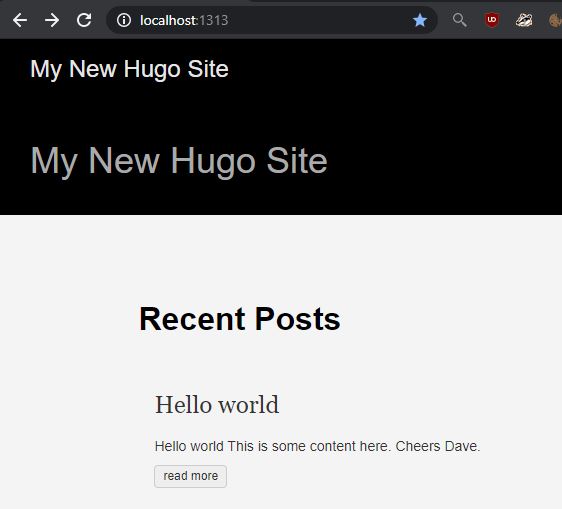 localhost:1313
My New Hugo Site
My New Hugo Site
Recent Posts
Hello world
Hello world This is some content here. Cheers Dave.
read more